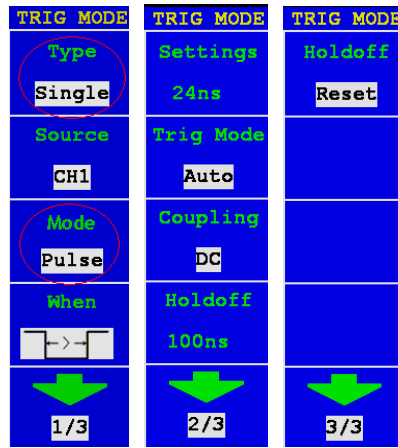 TRIG MODE
Type
Single
Source
CH1
Mode
Pulse
When
1/3
TRIG MODE
Settings
24ns
Trig Mode
Auto
Coupling
DC
Holdoff
100ns
2/3
TRIG MODE
Holdoff
Reset
3/3